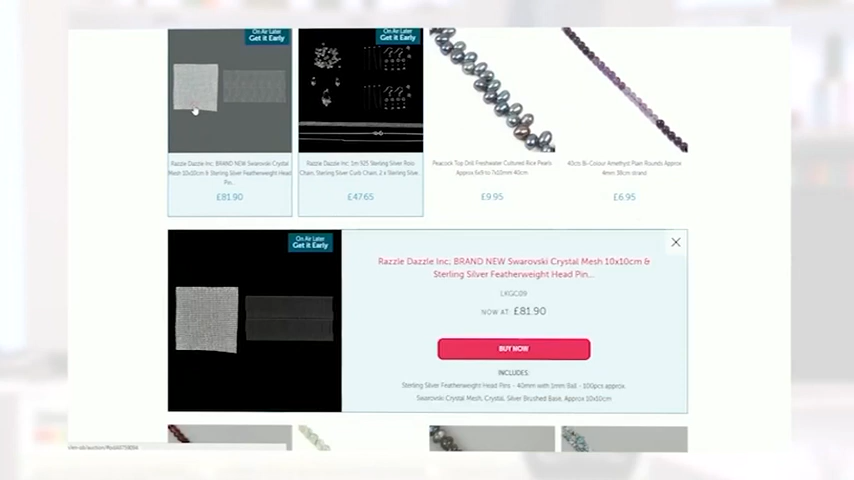 On Air Later
Get it Early
On Air Later
Get it Early
Razzle Dazzle Inc; BRAND NEW Swarovski Crystal
Mesh 10x10cm & Sterling Silver Featherweight Head
Pin...
£81.90
Razzle Dazzle Inc; 1m 925 Sterling Silver Rolo
Chain, Sterling Silver Curb Chain, 2 x Sterling Silve...
£47.65
Peacock Top Drill Freshwater Cultured Rice Pearls
Approx 6x9 to 7x10mm 40cm
£9.95
40cts Bi-Colour Amethyst Plain Rounds Approx
4mm 38cm strand
£6.95
On Air Later
Get it Early
Razzle Dazzle Inc; BRAND NEW Swarovski Crystal Mesh 10x10cm &
Sterling Silver Featherweight Head Pin...
LKGC09
NOW AT: £81.90
BUY NOW
INCLUDES:
Sterling Silver Featherweight Head Pins - 40mm with 1mm Ball - 100pcs approx.
Swarovski Crystal Mesh, Crystal, Silver Brushed Base, Approx 10x10cm